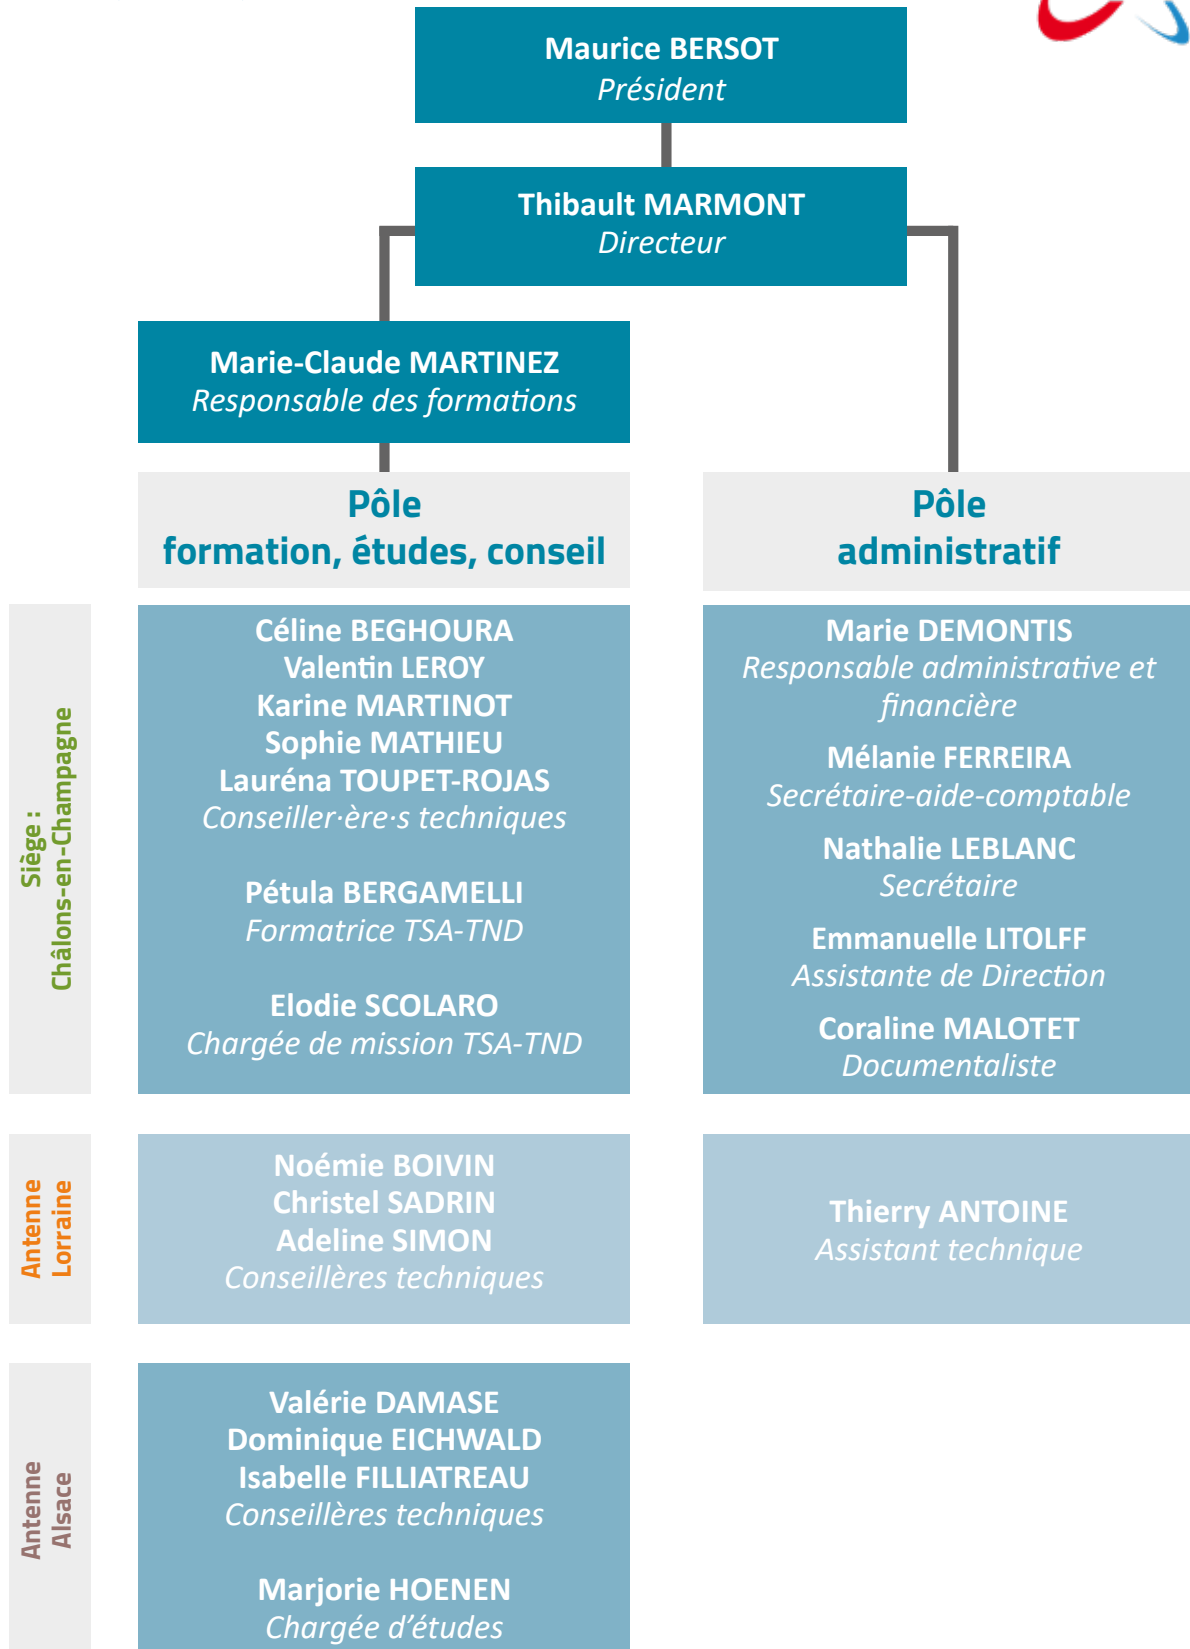 Maurice BERSOT
Président
Thibault MARMONT
Directeur
Marie-Claude MARTINEZ
Responsable des formations
Pôle
formation, études, conseil
Pôle
administratif
Siège :
Châlons-en-Champagne
Céline BEGHOURA
Valentin LEROY
Karine MARTINOT
Sophie MATHIEU
Lauréna TOUPET-ROJAS
Conseiller·ère·s techniques
Pétula BERGAMELLI
Formatrice TSA-TND
Elodie SCOLARO
Chargée de mission TSA-TND
Marie DEMONTIS
Responsable administrative et
financière
Mélanie FERREIRA
Secrétaire-aide-comptable
Nathalie LEBLANC
Secrétaire
Emmanuelle LITOLFF
Assistante de Direction
Coraline MALOTET
Documentaliste
Antenne
Lorraine
Noémie BOIVIN
Christel SADRIN
Adeline SIMON
Conseillères techniques
Thierry ANTOINE
Assistant technique
Antenne
Alsace
Valérie DAMASE
Dominique EICHWALD
Isabelle FILLIATREAU
Conseillères techniques
Marjorie HOENEN
Chargée d’études